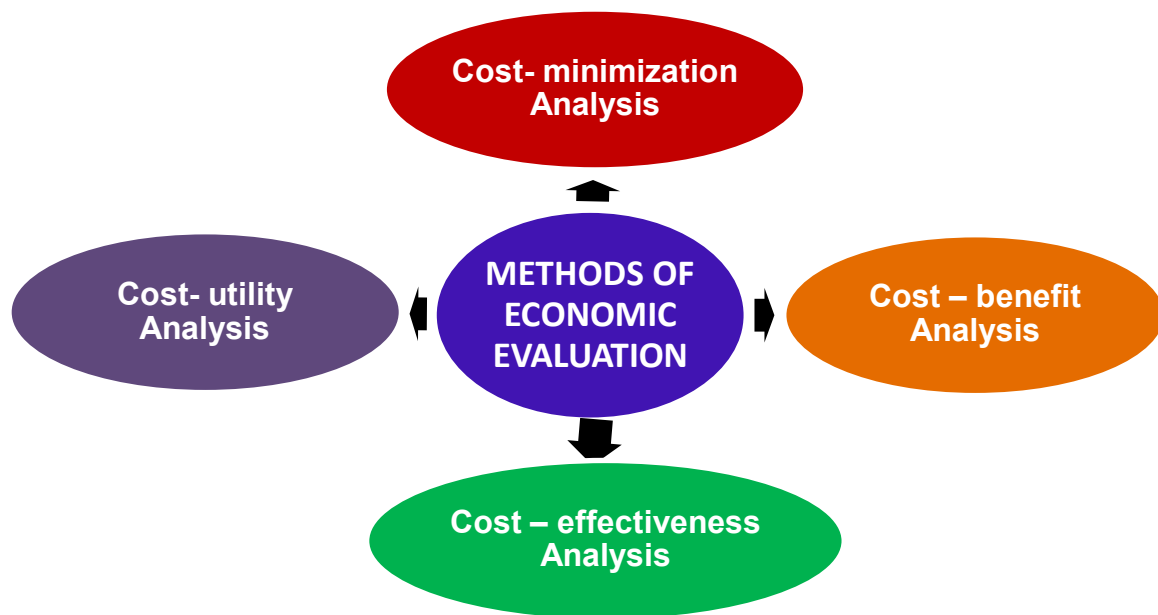 Cost- minimization
Analysis
Cost- utility
Analysis
METHODS OF
ECONOMIC
EVALUATION
Cost – benefit
Analysis
Cost – effectiveness
Analysis